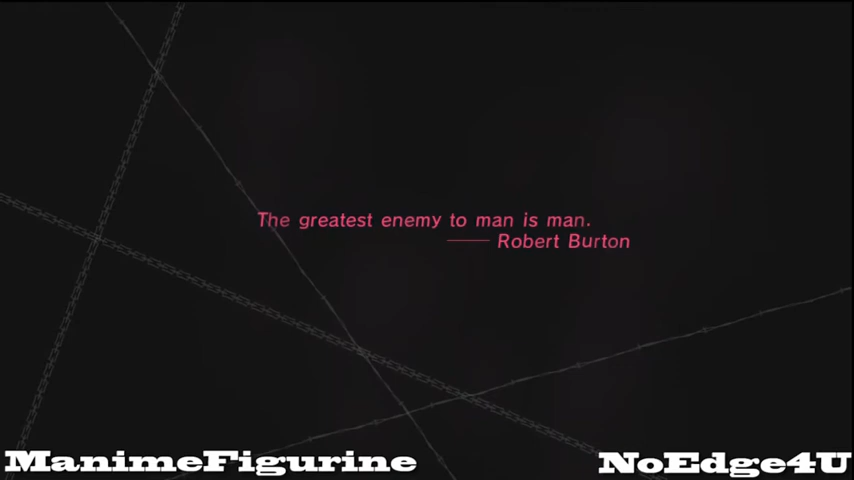 The greatest enemy to man is man.
—— Robert Burton
ManimeFigurine
NoEdge4U